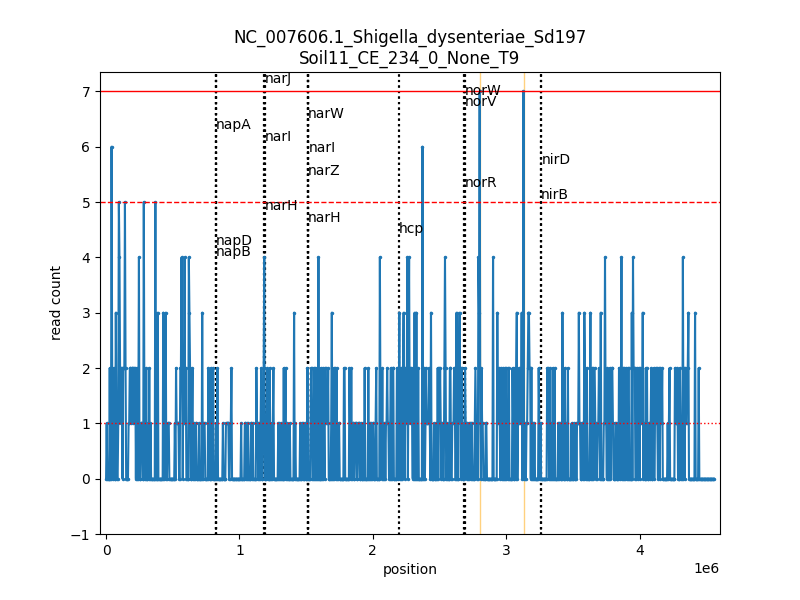 NC_007606.1_Shigella_dysenteriae_Sd197
Soil11_CE_234_0_None_T9
read count
7
6
5
4
3
2
1
0
−1
napA
napD
napB
narJ
narI
narH
narW
narI
narZ
narH
hcp
norW
norV
norR
nirD
nirB
0
1
2
3
4
1e6
position